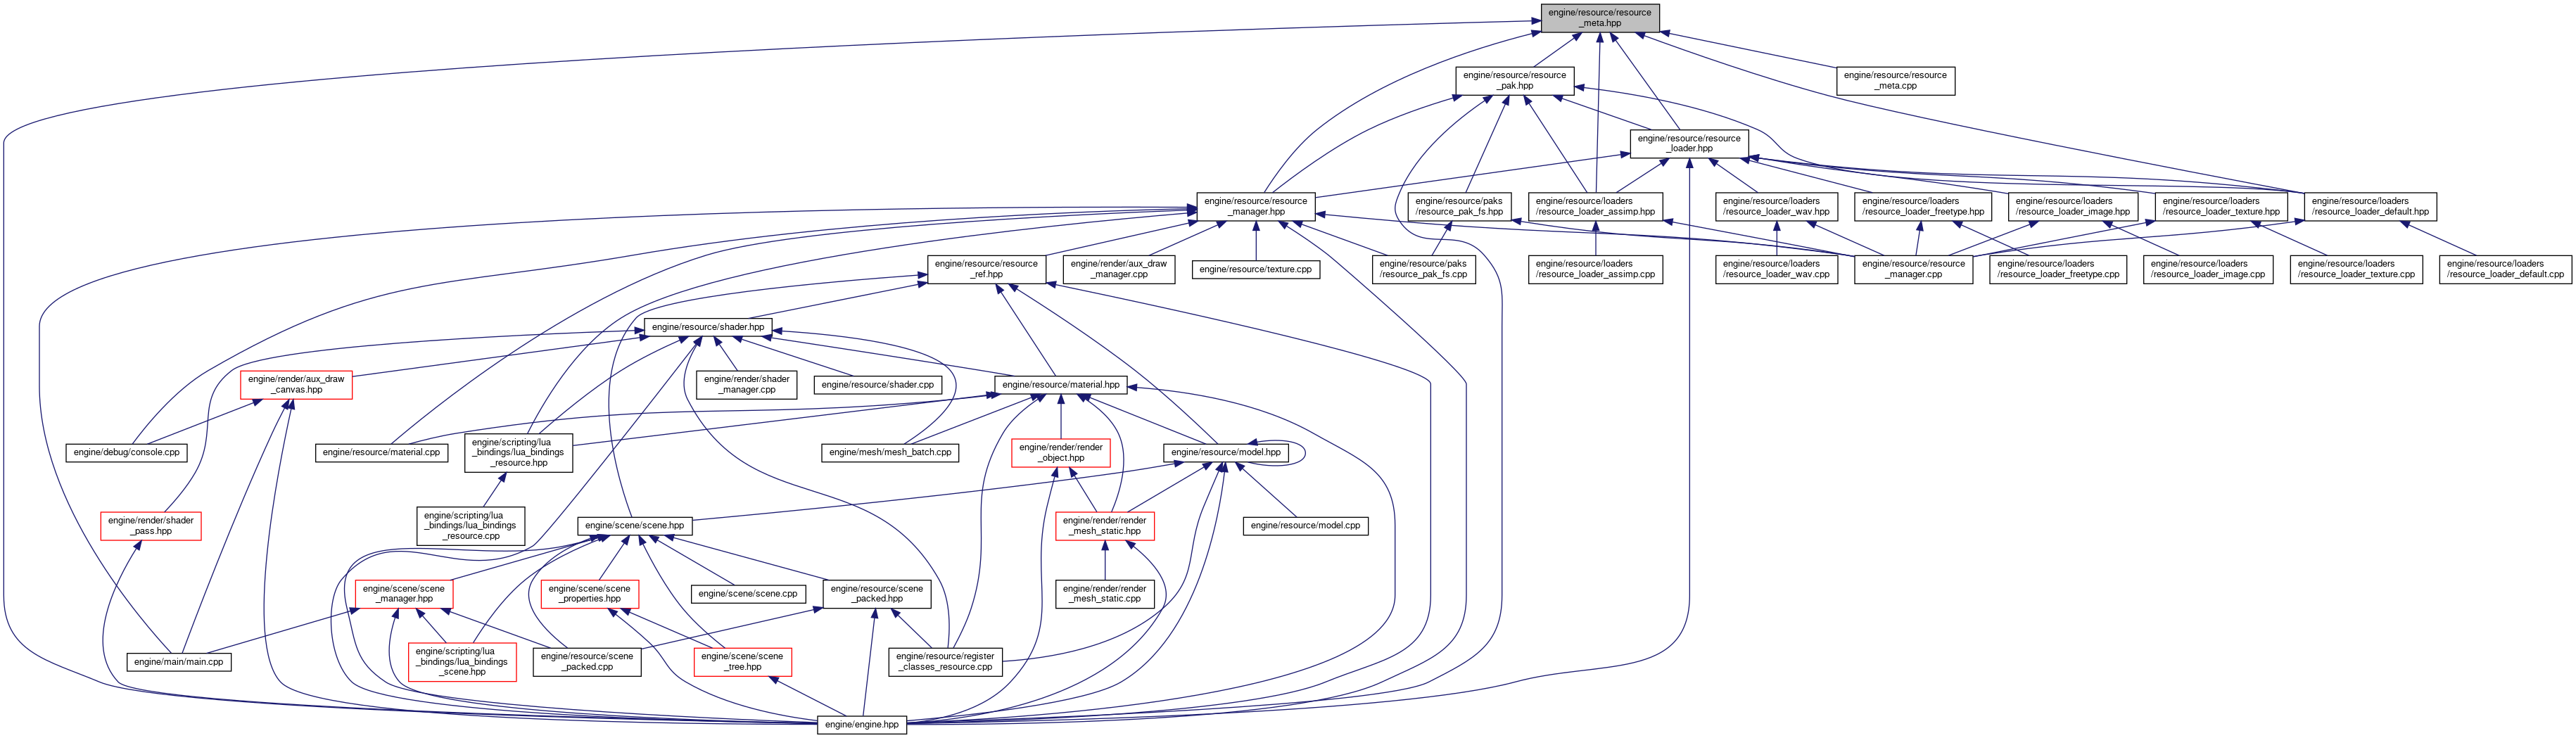 engine/resource/resource
_meta.hpp
engine/resource/resource
_pak.hpp
engine/resource/resource
_meta.cpp
engine/resource/resource
_loader.hpp
engine/resource/resource
_manager.hpp
engine/resource/paks
/resource_pak_fs.hpp
engine/resource/loaders
/resource_loader_assimp.hpp
engine/resource/loaders
/resource_loader_wav.hpp
engine/resource/loaders
/resource_loader_freetype.hpp
engine/resource/loaders
/resource_loader_image.hpp
engine/resource/loaders
/resource_loader_texture.hpp
engine/resource/loaders
/resource_loader_default.hpp
engine/resource/resource
_ref.hpp
engine/render/aux_draw
_manager.cpp
engine/resource/texture.cpp
engine/resource/paks
/resource_pak_fs.cpp
engine/resource/loaders
/resource_loader_assimp.cpp
engine/resource/loaders
/resource_loader_wav.cpp
engine/resource/resource
_manager.cpp
engine/resource/loaders
/resource_loader_freetype.cpp
engine/resource/loaders
/resource_loader_image.cpp
engine/resource/loaders
/resource_loader_texture.cpp
engine/resource/loaders
/resource_loader_default.cpp
engine/resource/shader.hpp
engine/render/aux_draw
_canvas.hpp
engine/render/shader
_manager.cpp
engine/resource/shader.cpp
engine/resource/material.hpp
engine/debug/console.cpp
engine/resource/material.cpp
engine/scripting/lua
_bindings/lua_bindings
_resource.hpp
engine/mesh/mesh_batch.cpp
engine/render/render
_object.hpp
engine/resource/model.hpp
engine/render/shader
_pass.hpp
engine/scripting/lua
_bindings/lua_bindings
_resource.cpp
engine/scene/scene.hpp
engine/render/render
_mesh_static.hpp
engine/resource/model.cpp
engine/scene/scene
_manager.hpp
engine/scene/scene
_properties.hpp
engine/scene/scene.cpp
engine/resource/scene
_packed.hpp
engine/render/render
_mesh_static.cpp
engine/main/main.cpp
engine/scripting/lua
_bindings/lua_bindings
_scene.hpp
engine/resource/scene
_packed.cpp
engine/scene/scene
_tree.hpp
engine/resource/register
_classes_resource.cpp
engine/engine.hpp